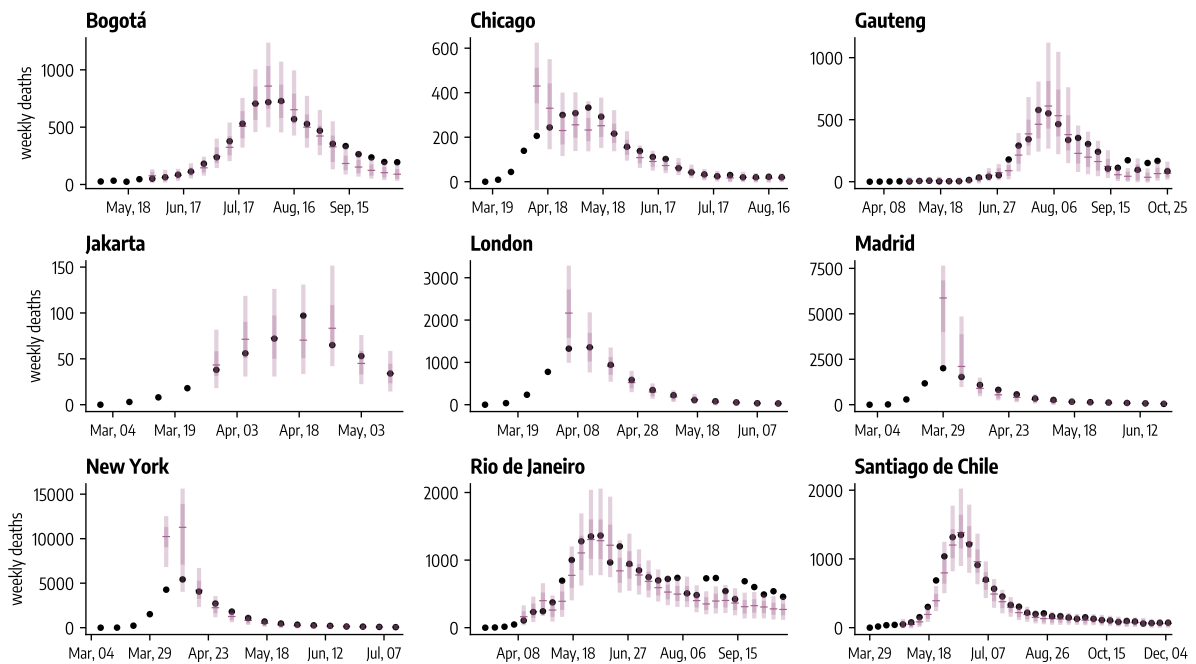 Bogotá
Chicago
Gauteng
weekly deaths
1000
500
0
May, 18 Jun, 17 Jul, 17 Aug, 16 Sep, 15
600
400
200
0
Mar, 19 Apr, 18 May, 18 Jun, 17 Jul, 17 Aug, 16
1000
500
0
Apr, 08 May, 18 Jun, 27 Aug, 06 Sep, 15 Oct, 25
Jakarta
London
Madrid
weekly deaths
150
100
50
0
Mar, 04 Mar, 19 Apr, 03 Apr, 18 May, 03
3000
2000
1000
0
Mar, 19 Apr, 08 Apr, 28 May, 18 Jun, 07
7500
5000
2500
0
Mar, 04 Mar, 29 Apr, 23 May, 18 Jun, 12
New York
Rio de Janeiro
Santiago de Chile
weekly deaths
15000
10000
5000
0
Mar, 04 Mar, 29 Apr, 23 May, 18 Jun, 12 Jul, 07
2000
1000
0
Apr, 08 May, 18 Jun, 27 Aug, 06 Sep, 15
2000
1000
0
Mar, 29 May, 18 Jul, 07 Aug, 26 Oct, 15 Dec, 04